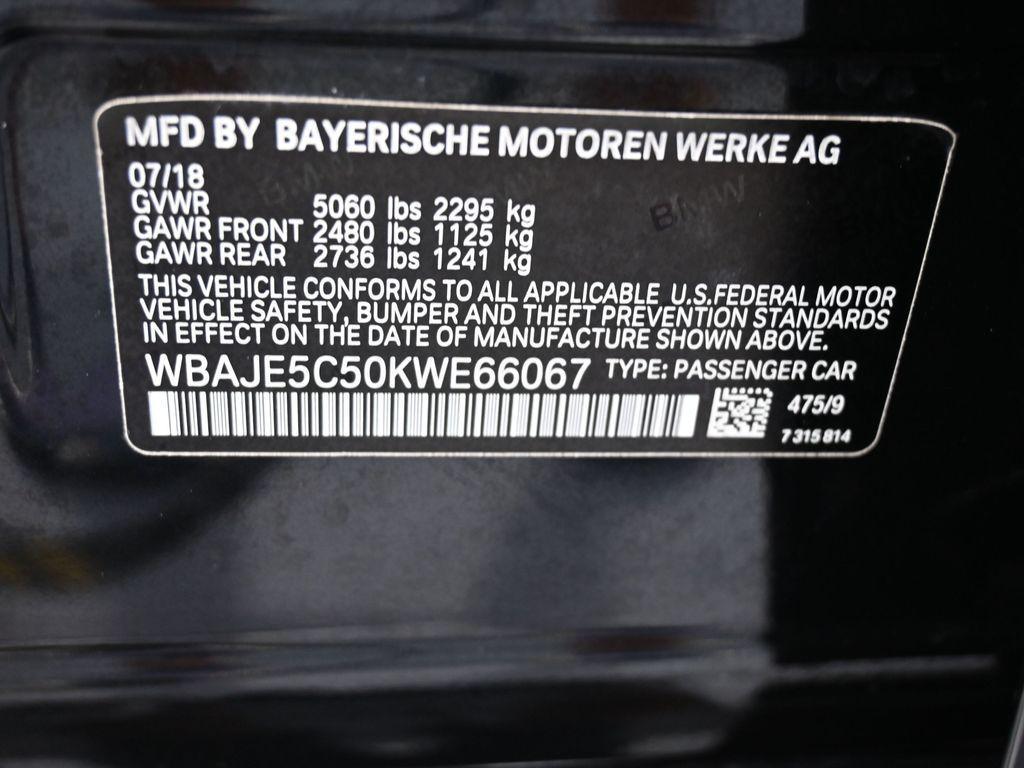 MFD BY BAYERISCHE MOTOREN WERKE AG
07/18
GVWR 5060 lbs 2295 kg
GAWR FRONT 2480 lbs 1125 kg
GAWR REAR 2736 lbs 1241 kg
THIS VEHICLE CONFORMS TO ALL APPLICABLE U.S.FEDERAL MOTOR
VEHICLE SAFETY, BUMPER AND THEFT PREVENTION STANDARDS
IN EFFECT ON THE DATE OF MANUFACTURE SHOWN ABOVE.
WBAJE5C50KWE66067 TYPE: PASSENGER CAR
475/9
7 315 814
BMW
BMW